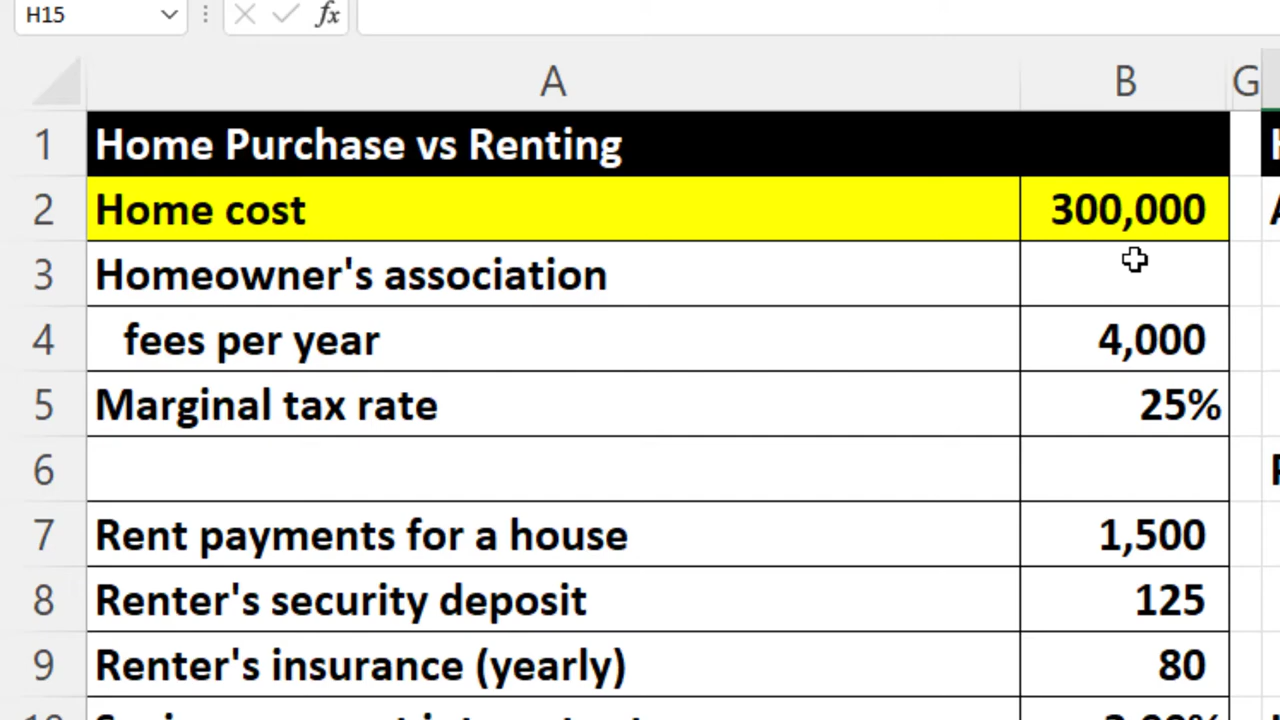 H15 fx
A B G
1 Home Purchase vs Renting
2 Home cost 300,000
3 Homeowner's association
4 fees per year 4,000
5 Marginal tax rate 25%
6
7 Rent payments for a house 1,500
8 Renter's security deposit 125
9 Renter's insurance (yearly) 80